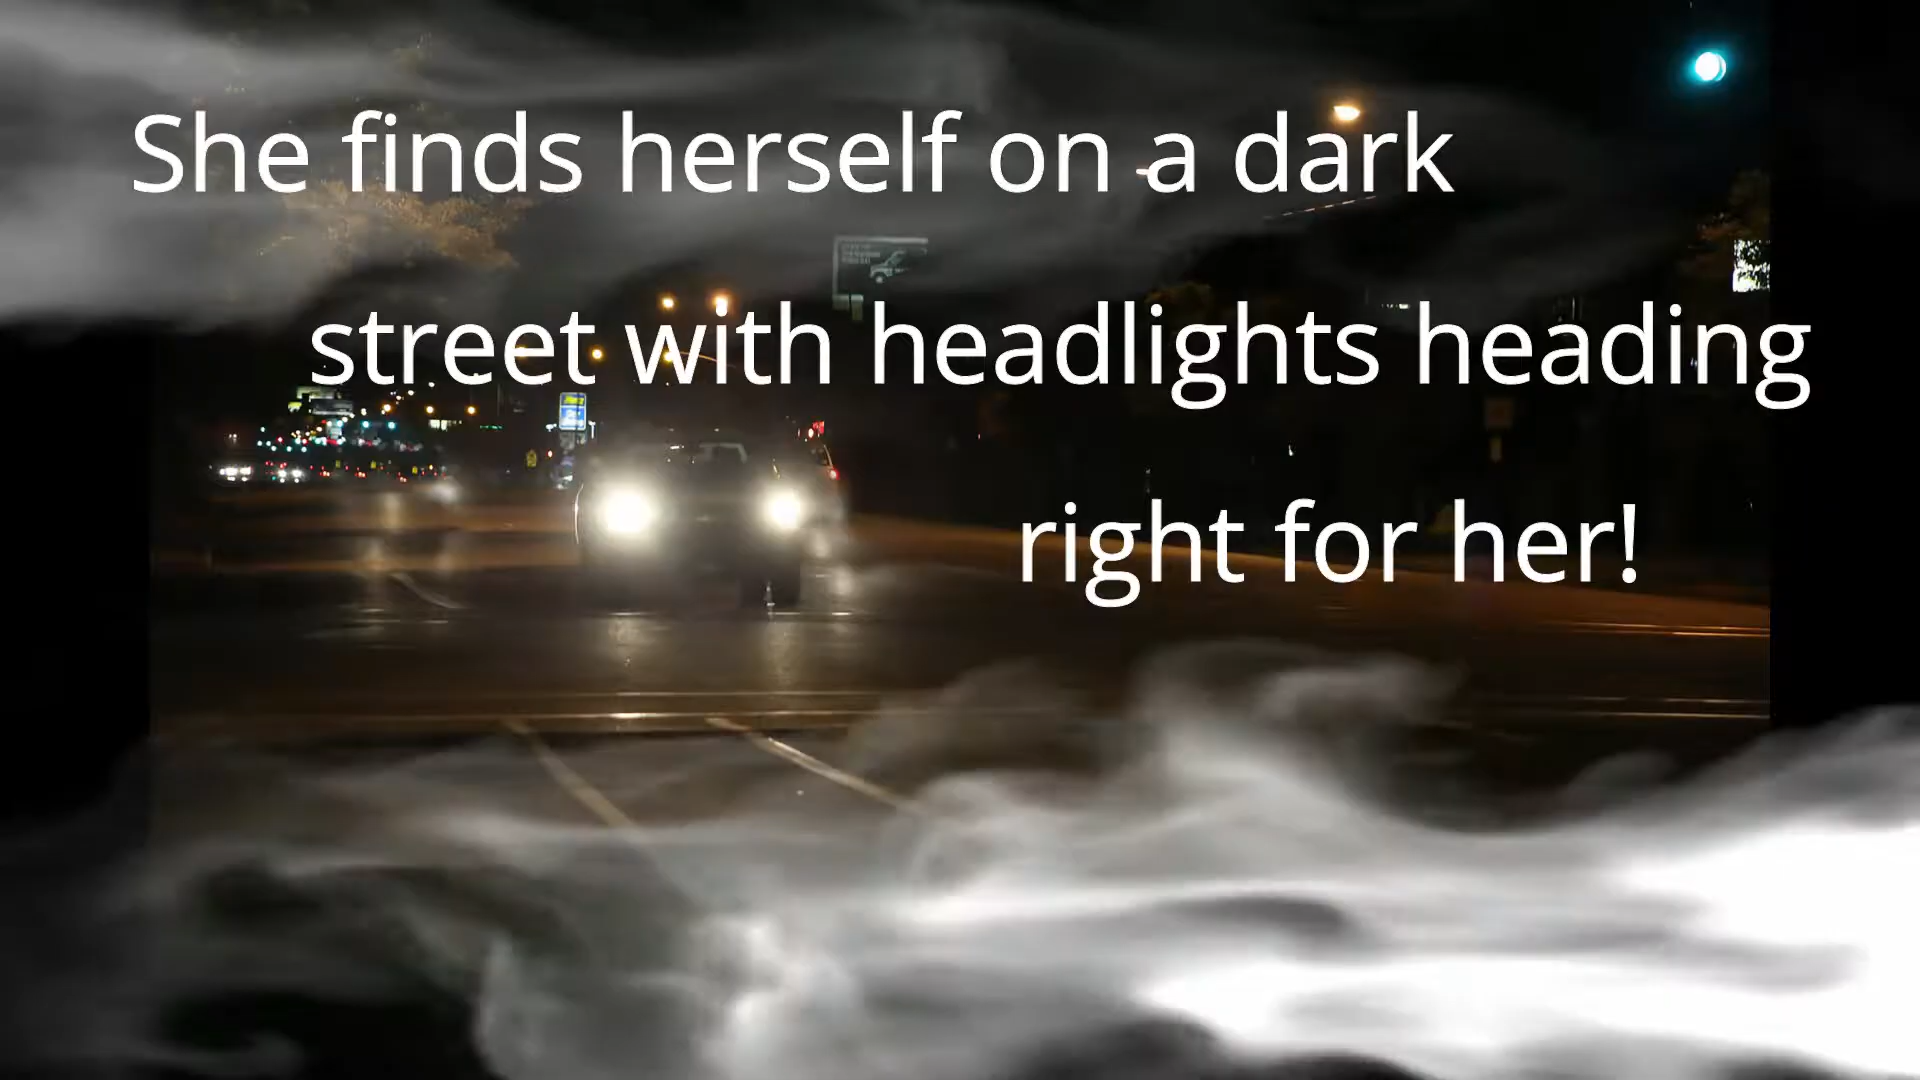 She finds herself on a dark
street with headlights heading
right for her!